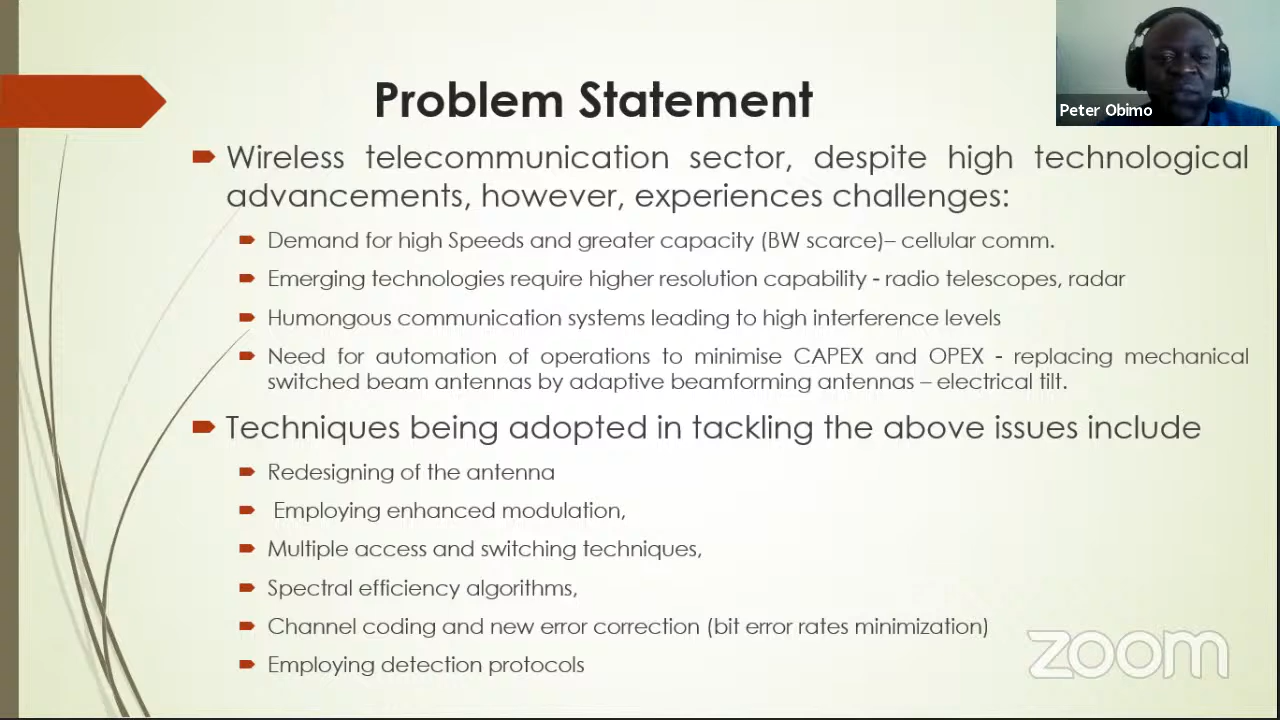 Problem Statement
Peter Obimo
Wireless telecommunication sector, despite high technological
advancements, however, experiences challenges:
Demand for high Speeds and greater capacity (BW scarce)– cellular comm.
Emerging technologies require higher resolution capability - radio telescopes, radar
Humongous communication systems leading to high interference levels
Need for automation of operations to minimise CAPEX and OPEX - replacing mechanical
switched beam antennas by adaptive beamforming antennas – electrical tilt.
Techniques being adopted in tackling the above issues include
Redesigning of the antenna
Employing enhanced modulation,
Multiple access and switching techniques,
Spectral efficiency algorithms,
Channel coding and new error correction (bit error rates minimization)
Employing detection protocols
zoom